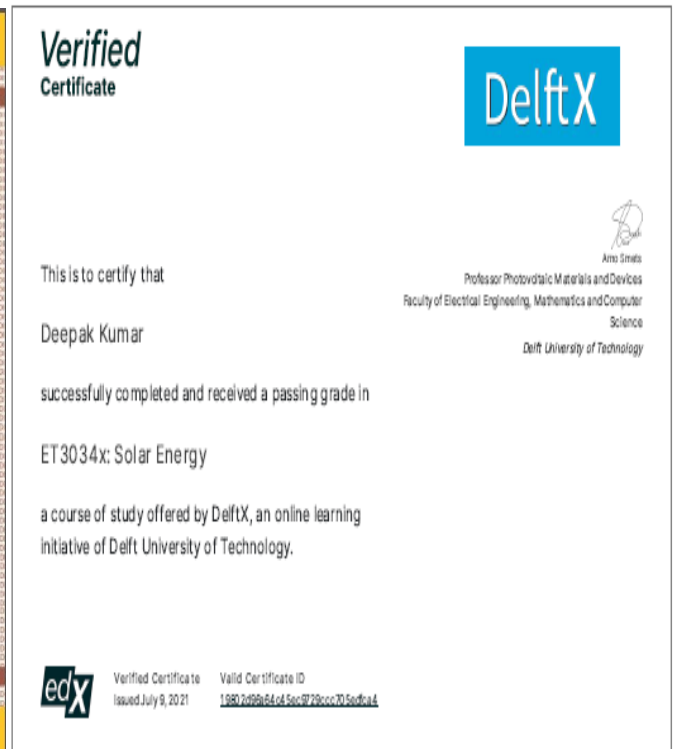 Verified
Certificate
DelftX
Arno Smets
Professor Photovoltaic Materials and Devices
Faculty of Electrical Engineering, Mathematics and Computer
Science
Delft University of Technology
This is to certify that
Deepak Kumar
successfully completed and received a passing grade in
ET3034x: Solar Energy
a course of study offered by DelftX, an online learning
initiative of Delft University of Technology.
edX
Verified Certificate
Issued July 9, 2021
Valid Certificate ID